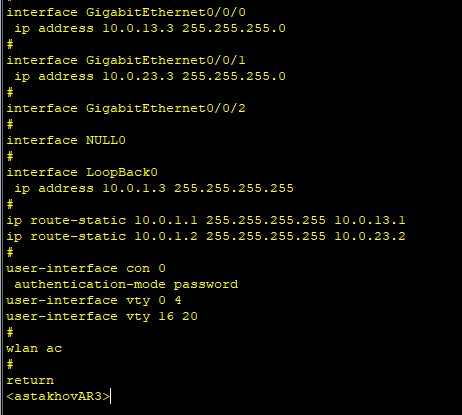 interface GigabitEthernet0/0/0
 ip address 10.0.13.3 255.255.255.0
#
interface GigabitEthernet0/0/1
 ip address 10.0.23.3 255.255.255.0
#
interface GigabitEthernet0/0/2
#
interface NULL0
#
interface LoopBack0
 ip address 10.0.1.3 255.255.255.255
#
ip route-static 10.0.1.1 255.255.255.255 10.0.13.1
ip route-static 10.0.1.2 255.255.255.255 10.0.23.2
#
user-interface con 0
 authentication-mode password
user-interface vty 0 4
user-interface vty 16 20
#
wlan ac
#
return
<astakhovAR3>